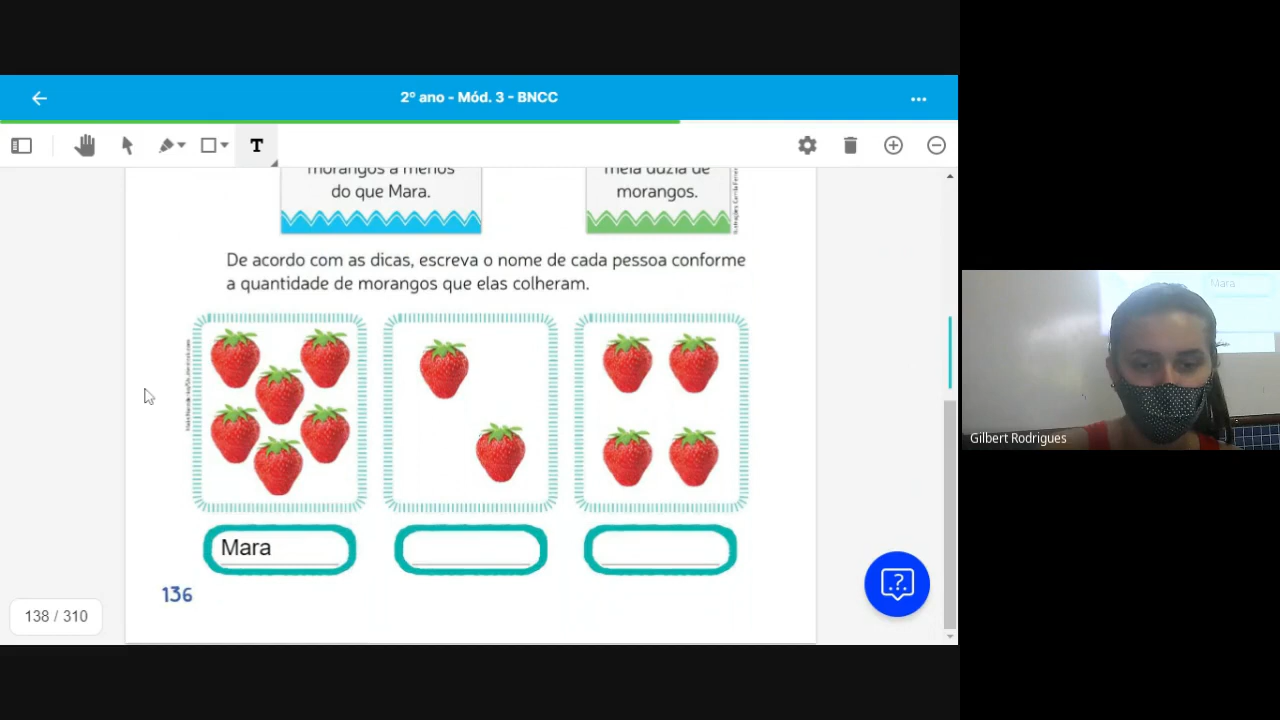 2º ano - Mód. 3 - BNCC
T
morangos a menos
do que Mara.
meia dúzia de
morangos.
De acordo com as dicas, escreva o nome de cada pessoa conforme
a quantidade de morangos que elas colheram.
Mara
136
138 / 310
Mara
Gilbert Rodrigues